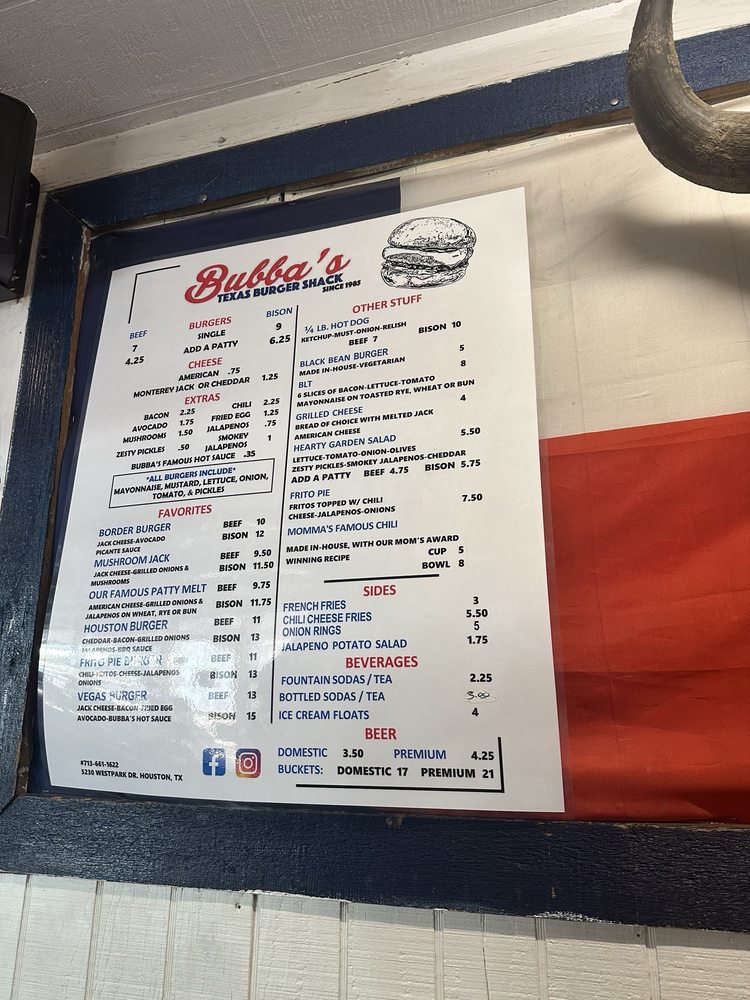 Bubba's
TEXAS BURGER SHACK
SINCE 1985
BEEF BURGERS BISON
7 SINGLE 9
4.25 ADD A PATTY 6.25
CHEESE
AMERICAN .75
MONTEREY JACK OR CHEDDAR 1.25
EXTRAS
BACON 2.25 CHILI 2.25
AVOCADO 1.75 FRIED EGG 1.25
MUSHROOMS 1.50 JALAPENOS .75
ZESTY PICKLES .50 SMOKEY JALAPENOS 1
BUBBA'S FAMOUS HOT SAUCE .35
*ALL BURGERS INCLUDE*
MAYONNAISE, MUSTARD, LETTUCE, ONION,
TOMATO, & PICKLES
FAVORITES
BORDER BURGER BEEF 10
JACK CHEESE-AVOCADO BISON 12
PICANTE SAUCE
MUSHROOM JACK BEEF 9.50
JACK CHEESE-GRILLED ONIONS & BISON 11.50
MUSHROOMS
OUR FAMOUS PATTY MELT BEEF 9.75
AMERICAN CHEESE-GRILLED ONIONS & BISON 11.75
JALAPENOS ON WHEAT, RYE OR BUN
HOUSTON BURGER BEEF 11
CHEDDAR-BACON-GRILLED ONIONS BISON 13
JALAPENOS-BBQ SAUCE
FRITO PIE BURGER BEEF 11
CHILI-FRITOS-CHEESE-JALAPENOS BISON 13
ONIONS
VEGAS BURGER BEEF 13
JACK CHEESE-BACON-FRIED EGG
AVOCADO-BUBBA'S HOT SAUCE BISON 15
#713-661-1622
5230 WESTPARK DR. HOUSTON, TX
OTHER STUFF
¼ LB. HOT DOG
KETCHUP-MUST-ONION-RELISH BISON 10
BEEF 7
BLACK BEAN BURGER 5
MADE IN-HOUSE-VEGETARIAN
BLT 8
6 SLICES OF BACON-LETTUCE-TOMATO
MAYONNAISE ON TOASTED RYE, WHEAT OR BUN
GRILLED CHEESE 4
BREAD OF CHOICE WITH MELTED JACK
AMERICAN CHEESE
HEARTY GARDEN SALAD 5.50
LETTUCE-TOMATO-ONION-OLIVES
ZESTY PICKLES-SMOKEY JALAPENOS-CHEDDAR
ADD A PATTY BEEF 4.75 BISON 5.75
FRITO PIE
FRITOS TOPPED W/ CHILI 7.50
CHEESE-JALAPENOS-ONIONS
MOMMA'S FAMOUS CHILI
MADE IN-HOUSE, WITH OUR MOM'S AWARD
WINNING RECIPE CUP 5
BOWL 8
SIDES
FRENCH FRIES 3
CHILI CHEESE FRIES 5.50
ONION RINGS 5
JALAPENO POTATO SALAD 1.75
BEVERAGES
FOUNTAIN SODAS / TEA 2.25
BOTTLED SODAS / TEA 3.00
ICE CREAM FLOATS 4
BEER
DOMESTIC 3.50 PREMIUM 4.25
BUCKETS: DOMESTIC 17 PREMIUM 21